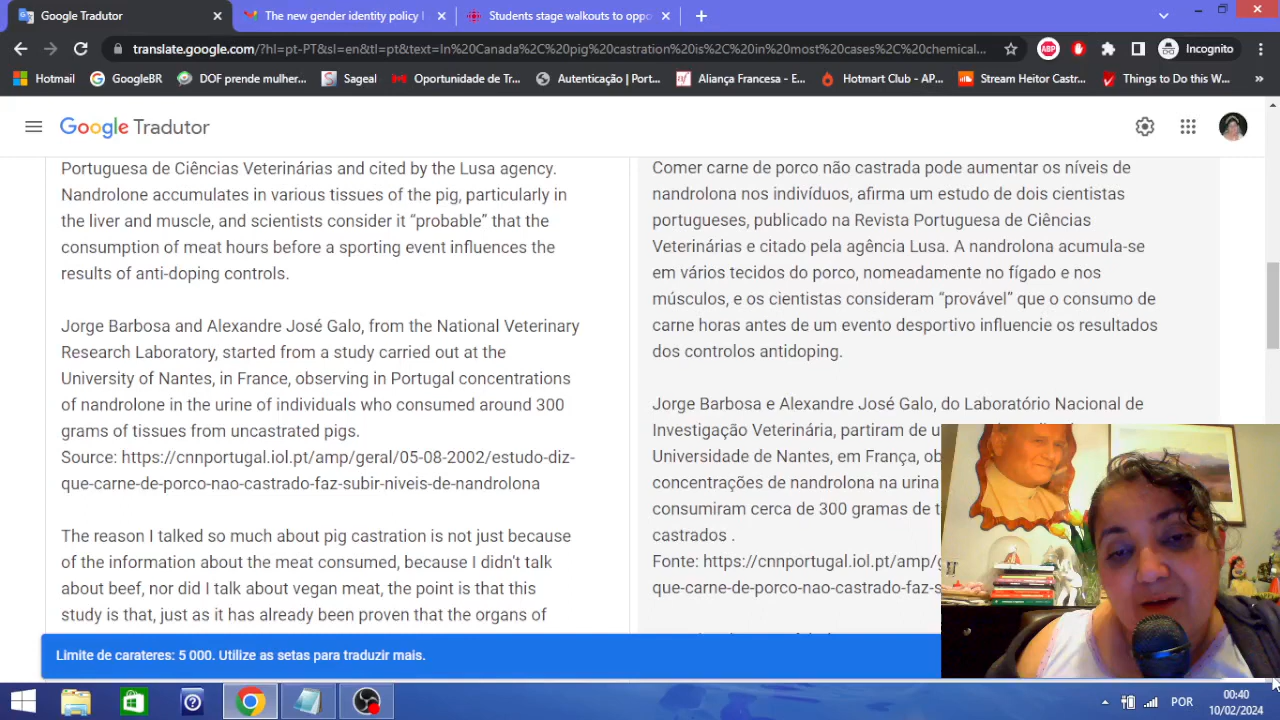 Google Tradutor
The new gender identity policy I
Students stage walkouts to oppo
translate.google.com/?hl=pt-PT&sl=en&tl=pt&text=In%20Canada%2C%20pig%20castration%20is%2C%20in%20most%20cases%2C%20chemical...
ABP
Incognito
Hotmail
GoogleBR
DOF prende mulher...
Sageal
Oportunidade de Tr...
Autenticação | Port...
Aliança Francesa - E...
Hotmart Club - AP...
Stream Heitor Castr...
Things to Do this W...
»
Google Tradutor
Portuguesa de Ciências Veterinárias and cited by the Lusa agency.
Nandrolone accumulates in various tissues of the pig, particularly in
the liver and muscle, and scientists consider it “probable” that the
consumption of meat hours before a sporting event influences the
results of anti-doping controls.
Jorge Barbosa and Alexandre José Galo, from the National Veterinary
Research Laboratory, started from a study carried out at the
University of Nantes, in France, observing in Portugal concentrations
of nandrolone in the urine of individuals who consumed around 300
grams of tissues from uncastrated pigs.
Source: https://cnnportugal.iol.pt/amp/geral/05-08-2002/estudo-diz-
que-carne-de-porco-nao-castrado-faz-subir-niveis-de-nandrolona
The reason I talked so much about pig castration is not just because
of the information about the meat consumed, because I didn't talk
about beef, nor did I talk about vegan meat, the point is that this
study is that, just as it has already been proven that the organs of
Comer carne de porco não castrada pode aumentar os níveis de
nandrolona nos indivíduos, afirma um estudo de dois cientistas
portugueses, publicado na Revista Portuguesa de Ciências
Veterinárias e citado pela agência Lusa. A nandrolona acumula-se
em vários tecidos do porco, nomeadamente no fígado e nos
músculos, e os cientistas consideram “provável” que o consumo de
carne horas antes de um evento desportivo influencie os resultados
dos controlos antidoping.
Jorge Barbosa e Alexandre José Galo, do Laboratório Nacional de
Investigação Veterinária, partiram de u
Universidade de Nantes, em França, ob
concentrações de nandrolona na urina
consumiram cerca de 300 gramas de t
castrados .
Fonte: https://cnnportugal.iol.pt/amp/g
que-carne-de-porco-nao-castrado-faz-s
Limite de carateres: 5 000. Utilize as setas para traduzir mais.
POR
00:40
10/02/2024